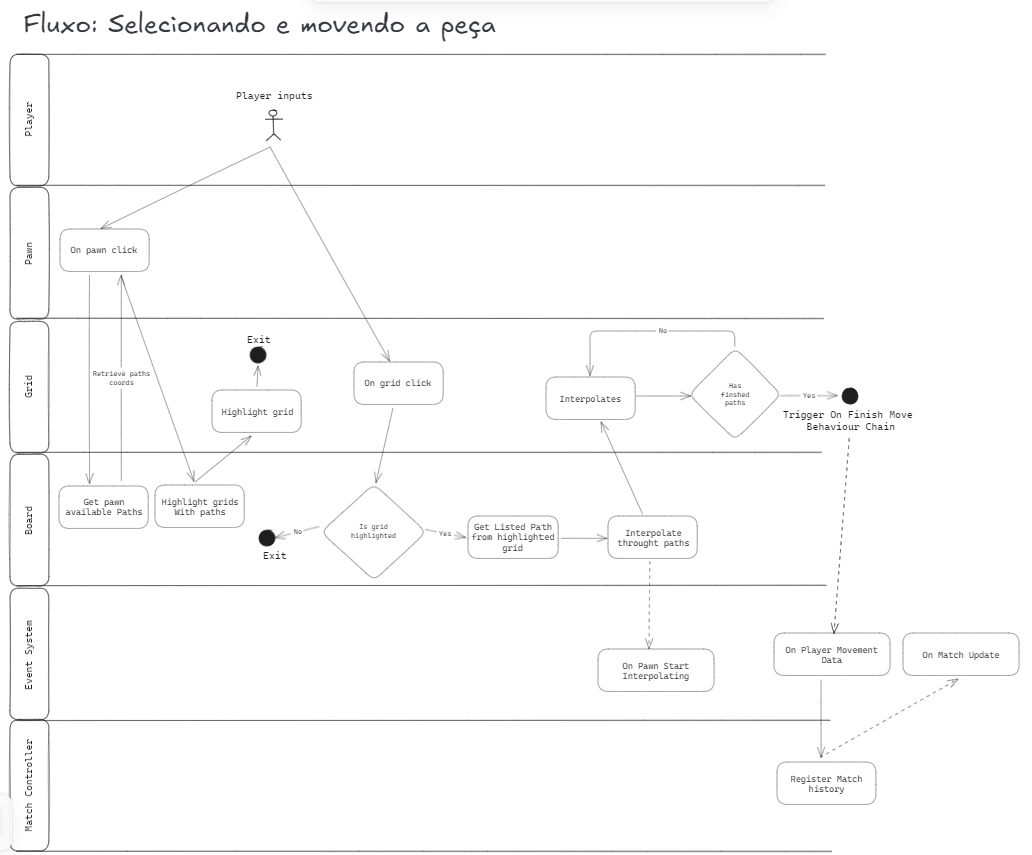 Fluxo: Selecionando e movendo a peça
Player
Player inputs
Pawn
On pawn click
Grid
Retrieve paths
coords
Exit
Highlight grid
On grid click
No
Interpolates
Has
finshed
paths
Yes
Trigger On Finish Move
Behaviour Chain
Board
Get pawn
available Paths
Highlight grids
With paths
No
Exit
Is grid
highlighted
Yes
Get Listed Path
from highlighted
grid
Interpolate
throught paths
Event System
On Pawn Start
Interpolating
On Player Movement
Data
On Match Update
Match Controller
Register Match
history